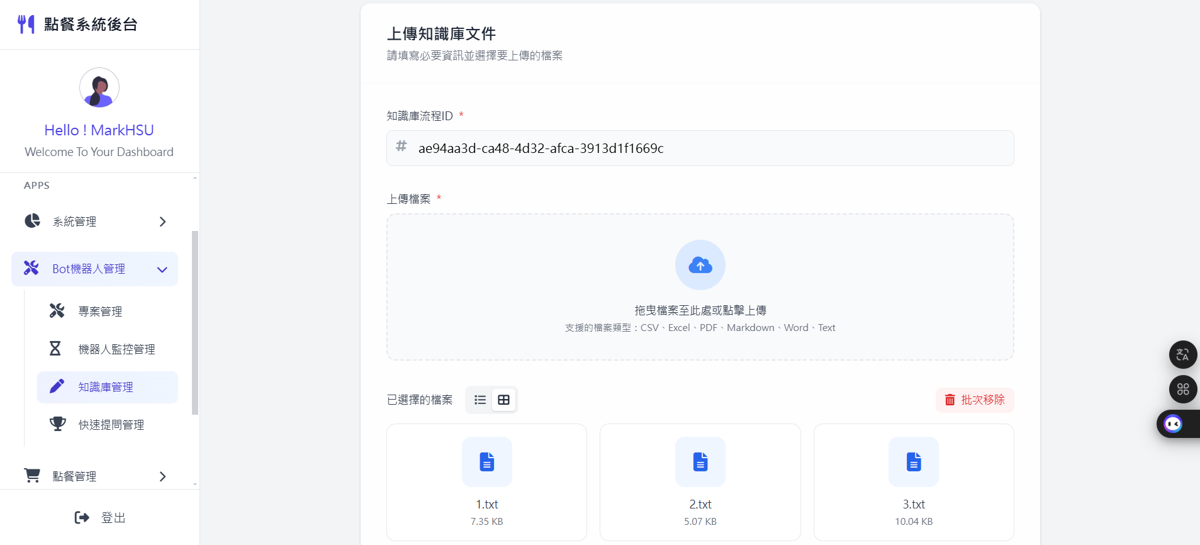 點餐系統後台
Hello ! MarkHSU
Welcome To Your Dashboard
APPS
系統管理
Bot機器人管理
專案管理
機器人監控管理
知識庫管理
快速提問管理
點餐管理
登出
上傳知識庫文件
請填寫必要資訊並選擇要上傳的檔案
知識庫流程ID *
# ae94aa3d-ca48-4d32-afca-3913d1f1669c
上傳檔案 *
拖曳檔案至此處或點擊上傳
支援的檔案類型：CSV、Excel、PDF、Markdown、Word、Text
已選擇的檔案
批次移除
1.txt
7.35 KB
2.txt
5.07 KB
3.txt
10.04 KB